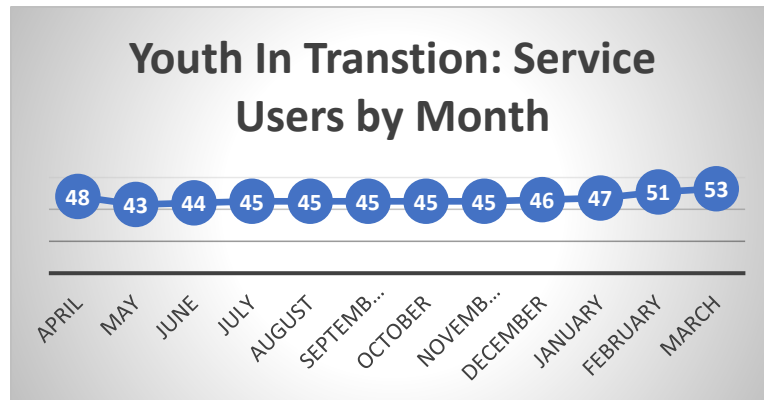 Youth In Transtion: Service
Users by Month
48 43 44 45 45 45 45 45 46 47 51 53
APRIL MAY JUNE JULY AUGUST SEPTEMB... OCTOBER NOVEMB... DECEMBER JANUARY FEBRUARY MARCH